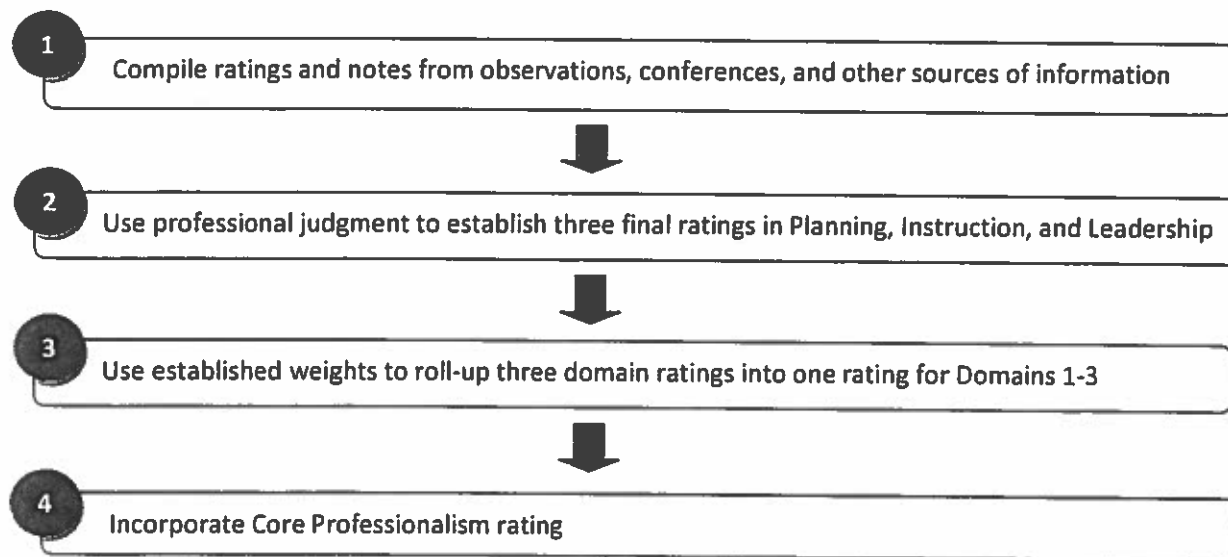 1
Compile ratings and notes from observations, conferences, and other sources of information
2
Use professional judgment to establish three final ratings in Planning, Instruction, and Leadership
3
Use established weights to roll-up three domain ratings into one rating for Domains 1-3
4
Incorporate Core Professionalism rating